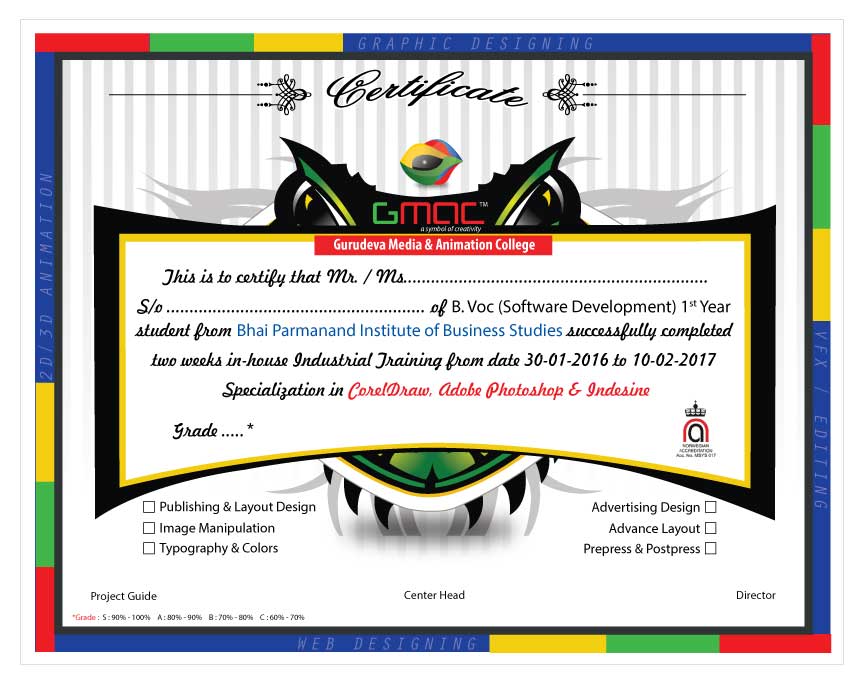 GRAPHIC DESIGNING
Certificate
2D/3D ANIMATION
GMAC™
a symbol of creativity
Gurudeva Media & Animation College
This is to certify that Mr. / Ms..................................................................
S/o ......................................................... of B. Voc (Software Development) 1st Year
student from Bhai Parmanand Institute of Business Studies successfully completed
two weeks in-house Industrial Training from date 30-01-2016 to 10-02-2017
Specialization in CorelDraw, Adobe Photoshop & Indesine
Grade .....*
NORWEGIAN
ACCREDITATION
VFX / EDITING
Publishing & Layout Design
Image Manipulation
Typography & Colors
Advertising Design
Advance Layout
Prepress & Postpress
Project Guide
Center Head
Director
*Grade : S : 90% - 100% A : 80% - 90% B : 70% - 80% C : 60% - 70%
WEB DESIGNING